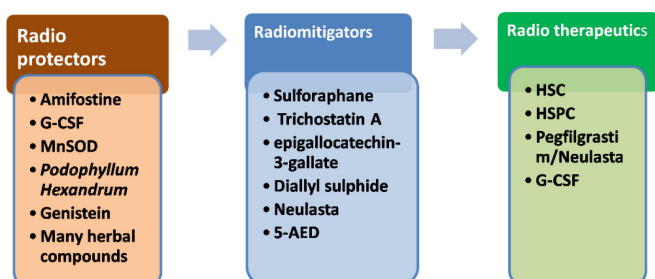 Radio
protectors
• Amifostine
• G-CSF
• MnSOD
• Podophyllum
Hexandrum
• Genistein
• Many herbal
compounds
Radiomitigators
• Sulforaphane
• Trichostatin A
• epigallocatechin-
3-gallate
• Diallyl sulphide
• Neulasta
• 5-AED
Radio therapeutics
• HSC
• HSPC
• Pegfilgrasti
m/Neulasta
• G-CSF